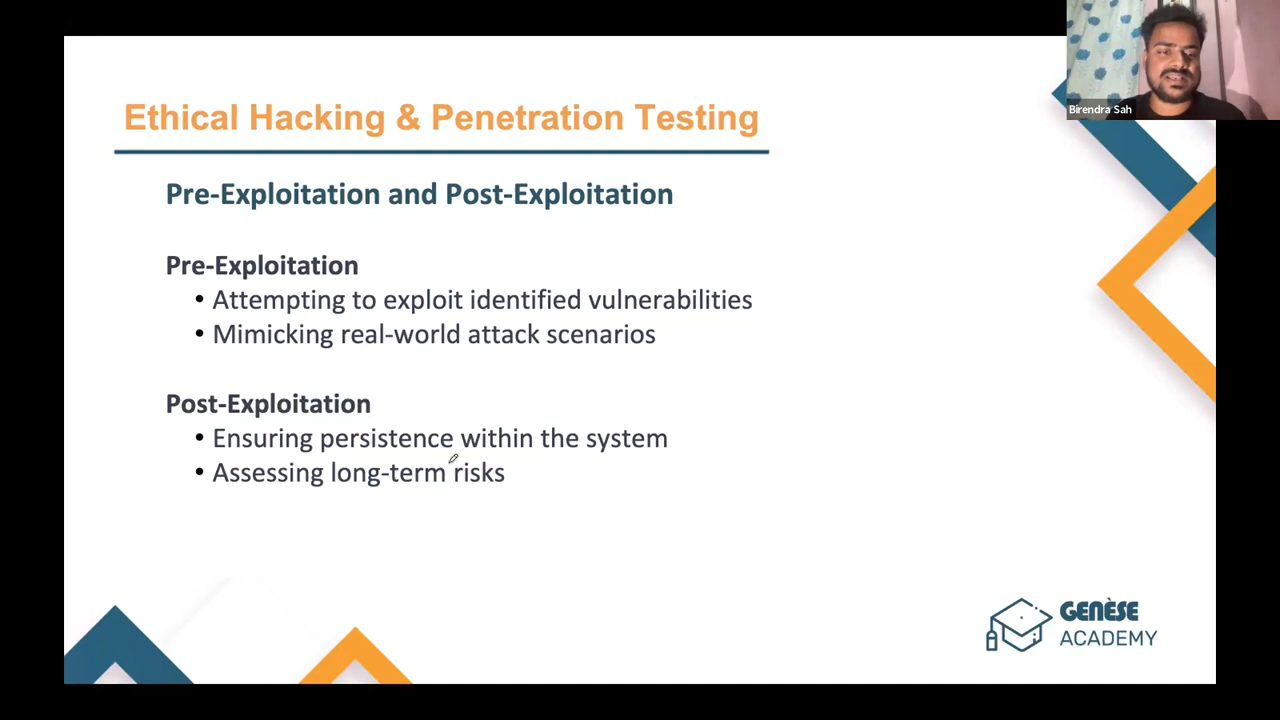 Birendra Sah
Ethical Hacking & Penetration Testing
Pre-Exploitation and Post-Exploitation
Pre-Exploitation
• Attempting to exploit identified vulnerabilities
• Mimicking real-world attack scenarios
Post-Exploitation
• Ensuring persistence within the system
• Assessing long-term risks
GENÈSE
ACADEMY